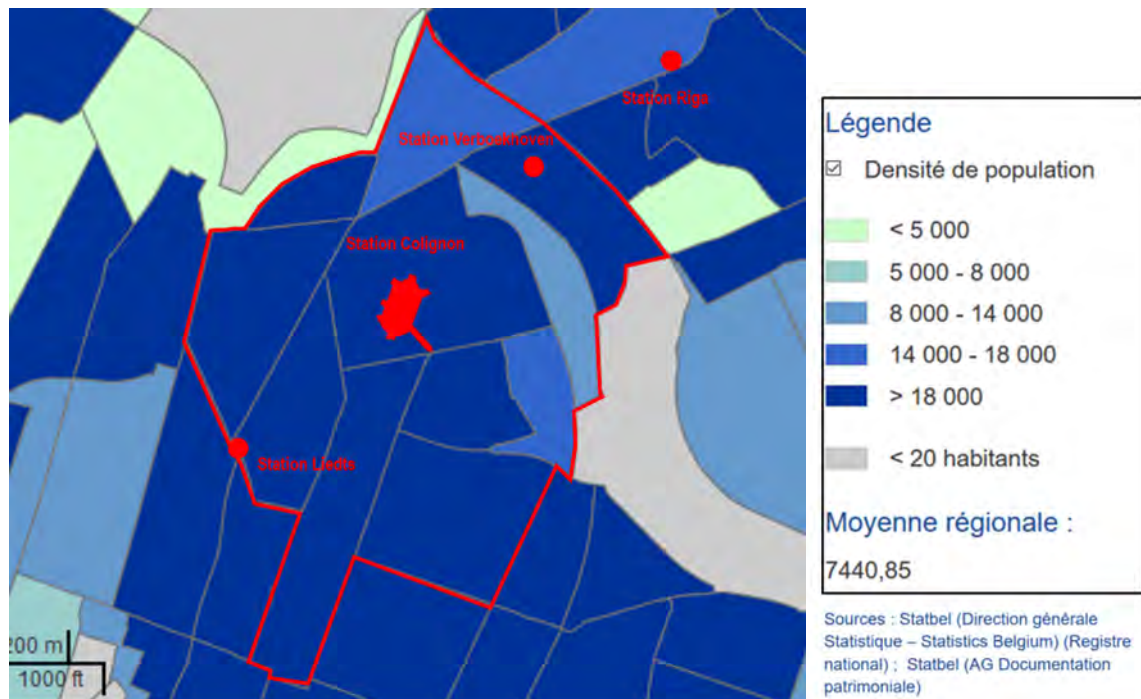 Station Riga
Station Verboekhoven
Station Colignon
Station Liedts
200 m
1000 ft
Légende
Densité de population
< 5 000
5 000 - 8 000
8 000 - 14 000
14 000 - 18 000
> 18 000
< 20 habitants
Moyenne régionale :
7440,85
Sources : Statbel (Direction générale
Statistique – Statistics Belgium) (Registre
national) ; Statbel (AG Documentation
patrimoniale)